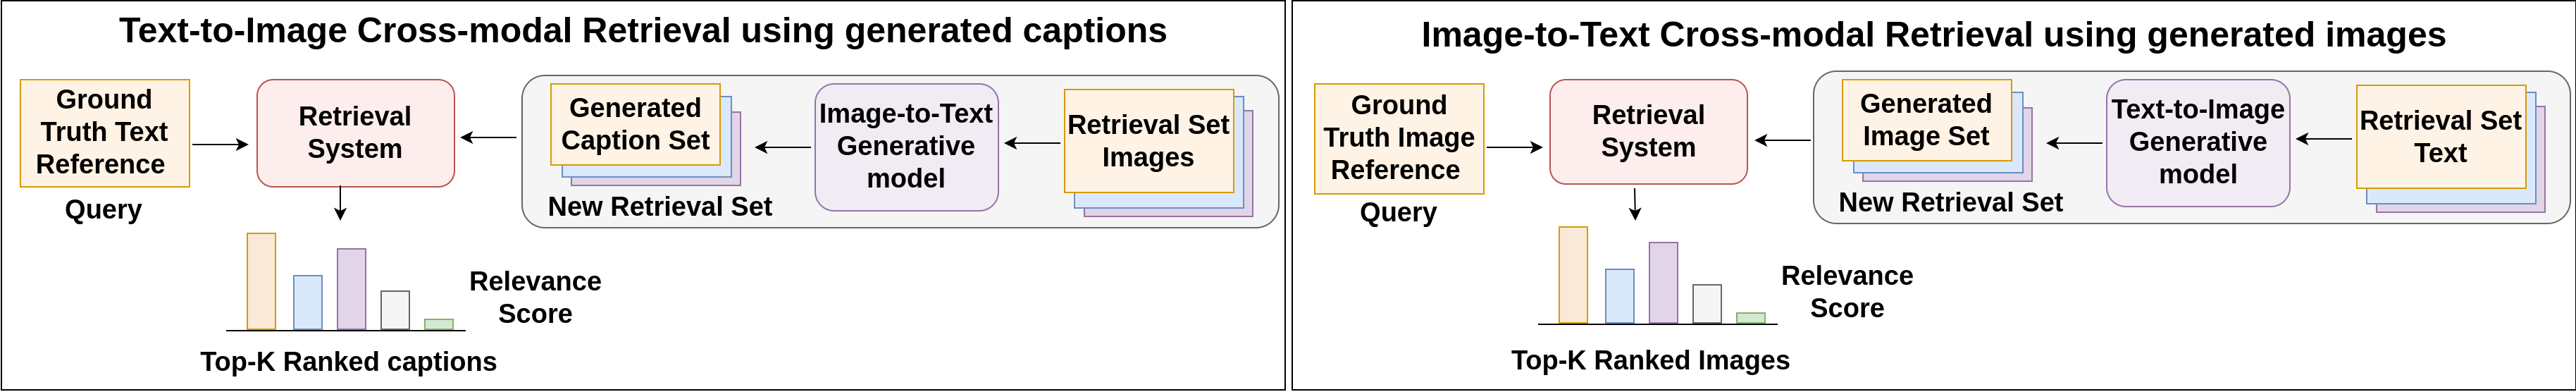 Text-to-Image Cross-modal Retrieval using generated captions
Ground
Truth Text
Reference
Query
Retrieval
System
Generated
Caption Set
New Retrieval Set
Image-to-Text
Generative
model
Retrieval Set
Images
Relevance
Score
Top-K Ranked captions
Image-to-Text Cross-modal Retrieval using generated images
Ground
Truth Image
Reference
Query
Retrieval
System
Generated
Image Set
New Retrieval Set
Text-to-Image
Generative
model
Retrieval Set
Text
Relevance
Score
Top-K Ranked Images